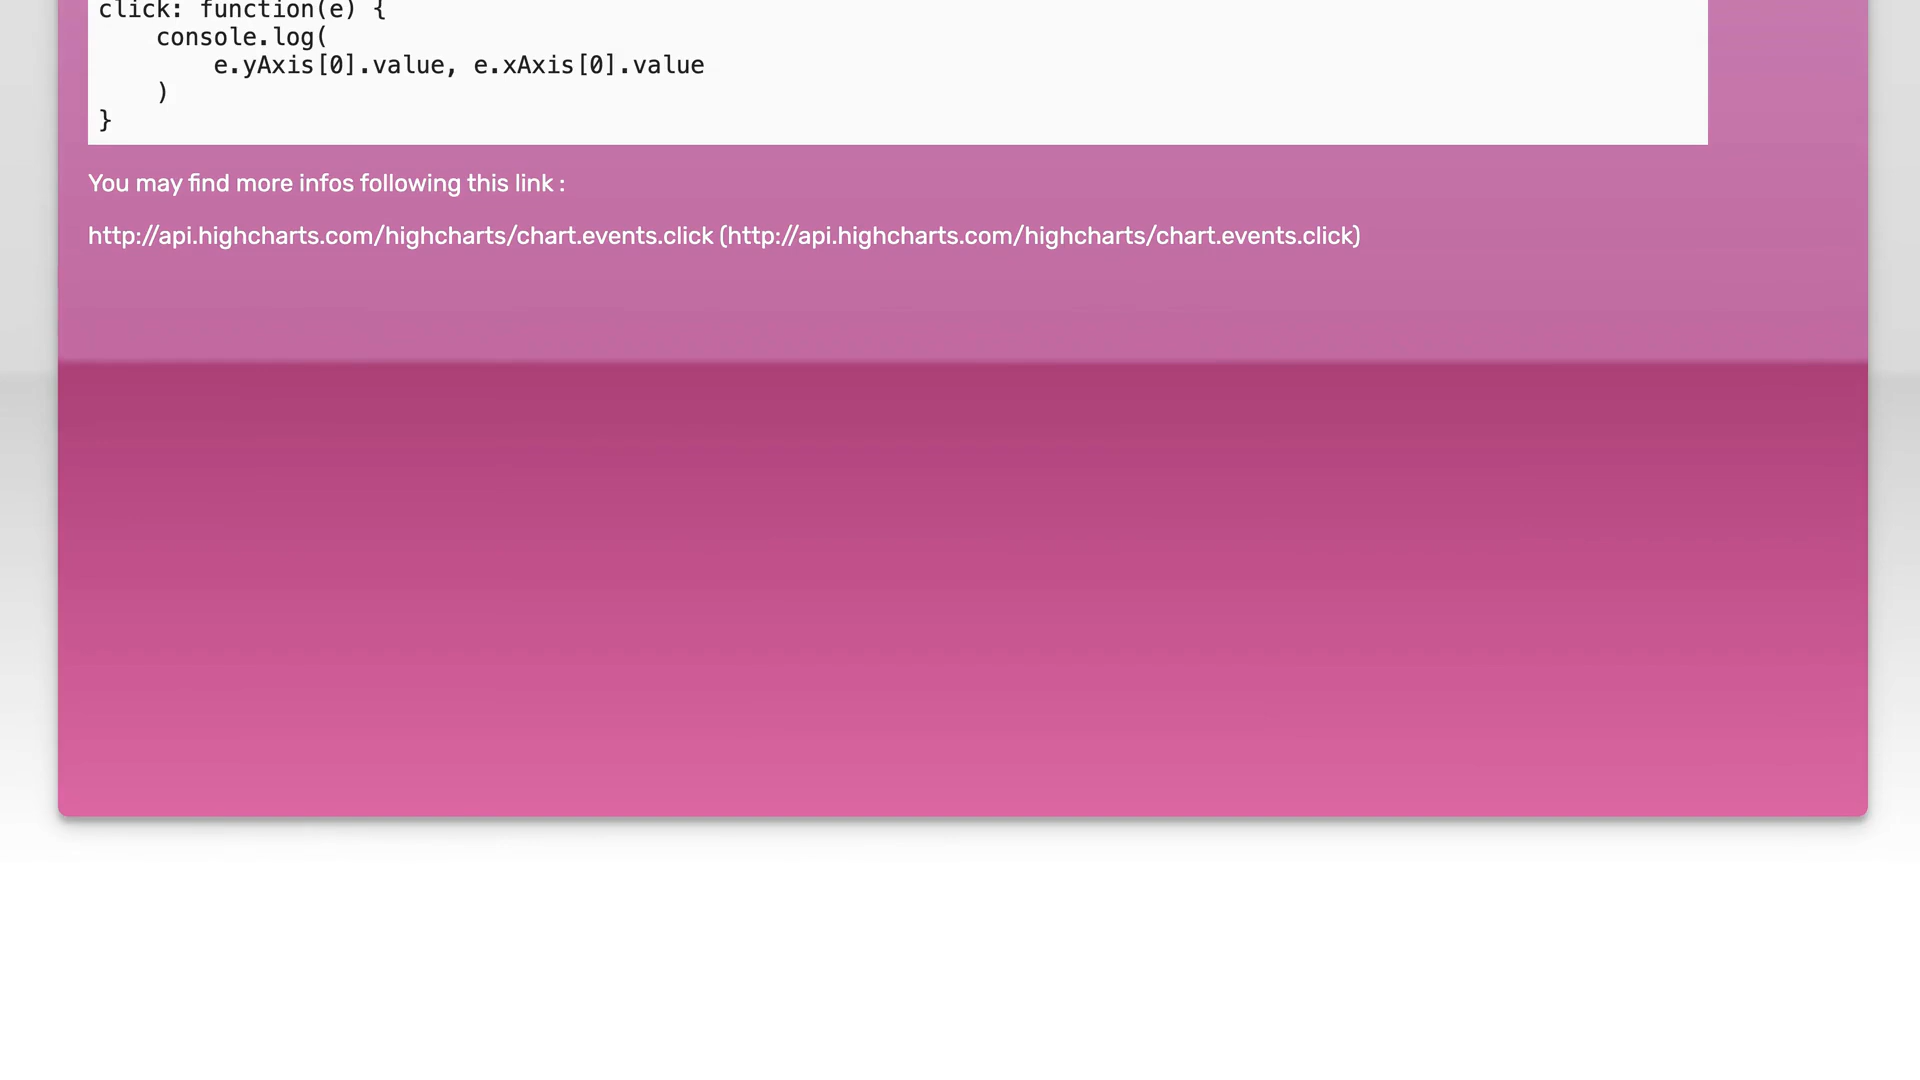 click: function(e) {
    console.log(
        e.yAxis[0].value, e.xAxis[0].value
    )
}
You may find more infos following this link :
http://api.highcharts.com/highcharts/chart.events.click (http://api.highcharts.com/highcharts/chart.events.click)